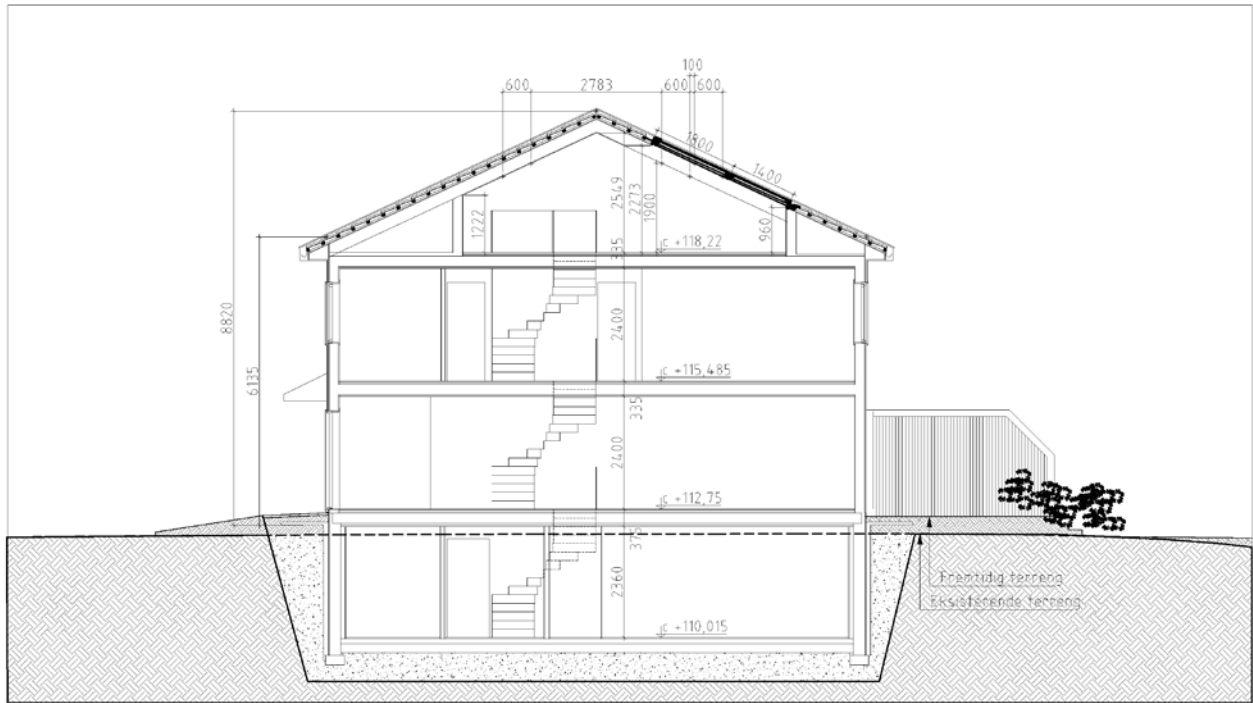 100
600 2783 600 600
1800
1400
2549
2273
1900
1222
960
335
c +118,22
8820
6135
2400
c +115,485
335
2400
c +112,75
375
2360
Fremtidig terreng
Eksisterende terreng
c +110,015